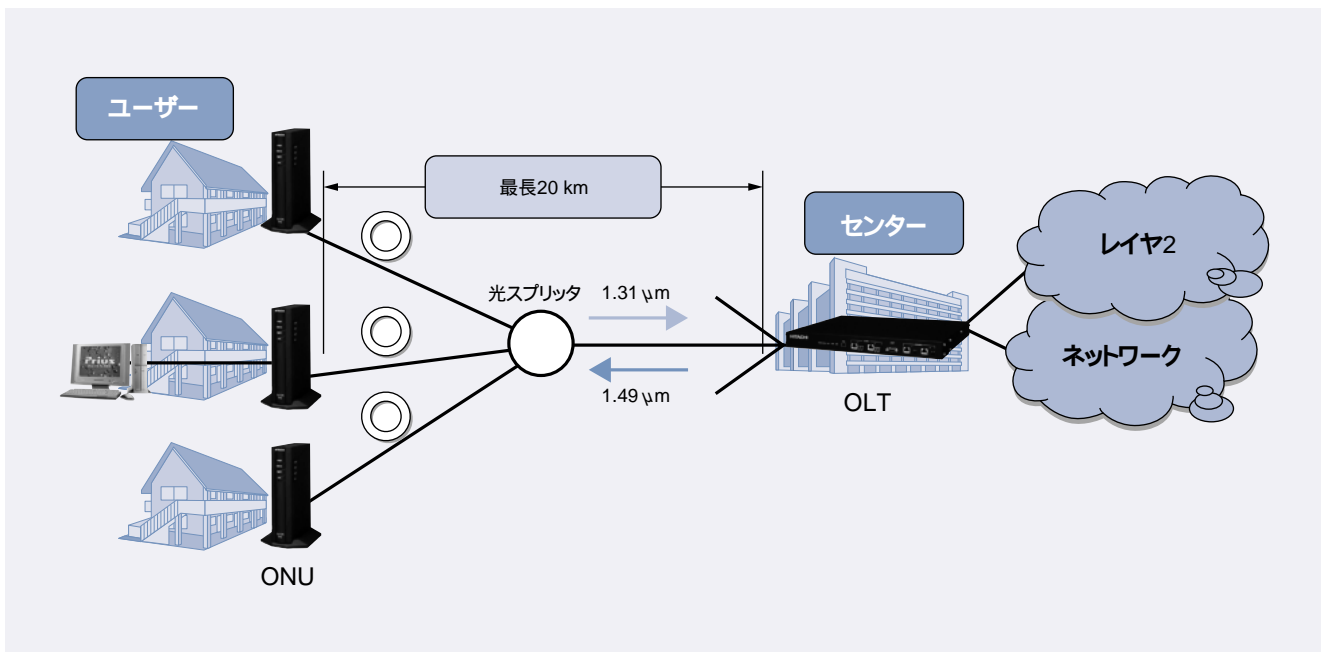 ユーザー
最長20 km
センター
レイヤ2
光スプリッタ
1.31 μm
Prius
ネットワーク
1.49 μm
OLT
ONU